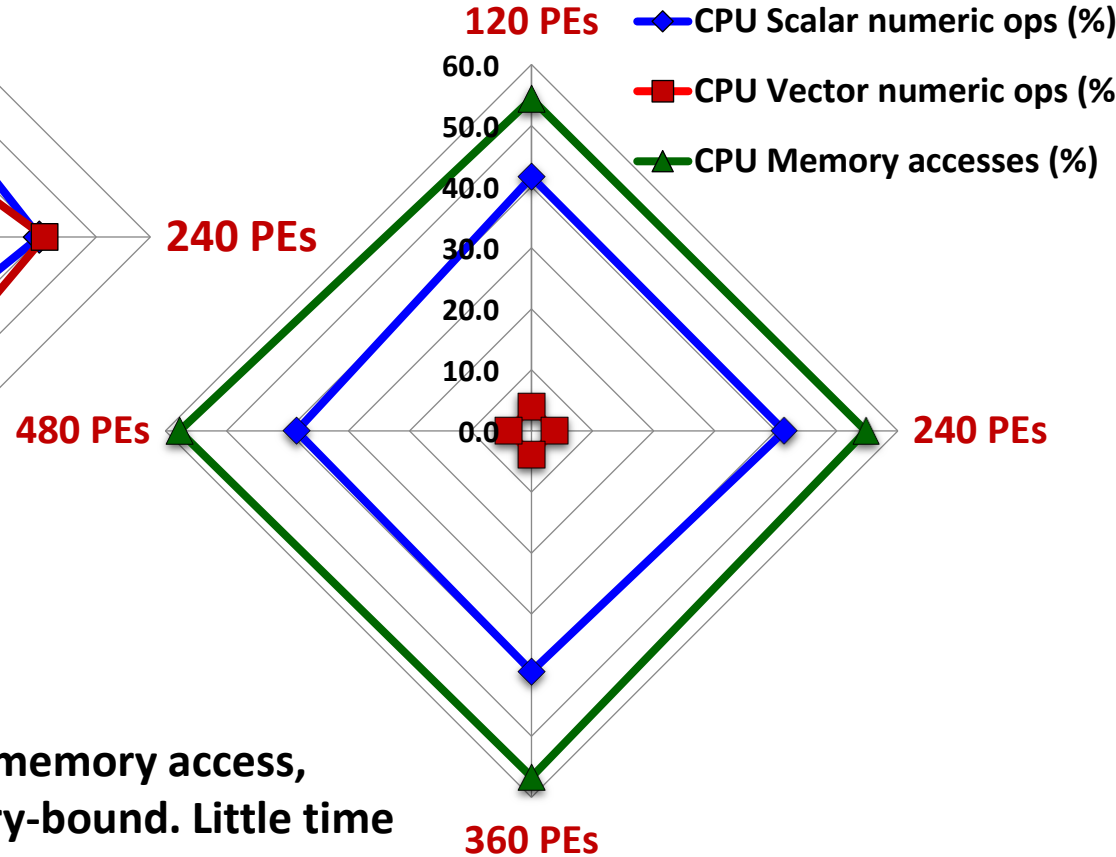 120 PEs
CPU Scalar numeric ops (%)
CPU Vector numeric ops (%
CPU Memory accesses (%)
60.0
50.0
40.0
30.0
20.0
10.0
0.0
240 PEs
480 PEs
240 PEs
360 PEs
memory access,
ry-bound. Little time